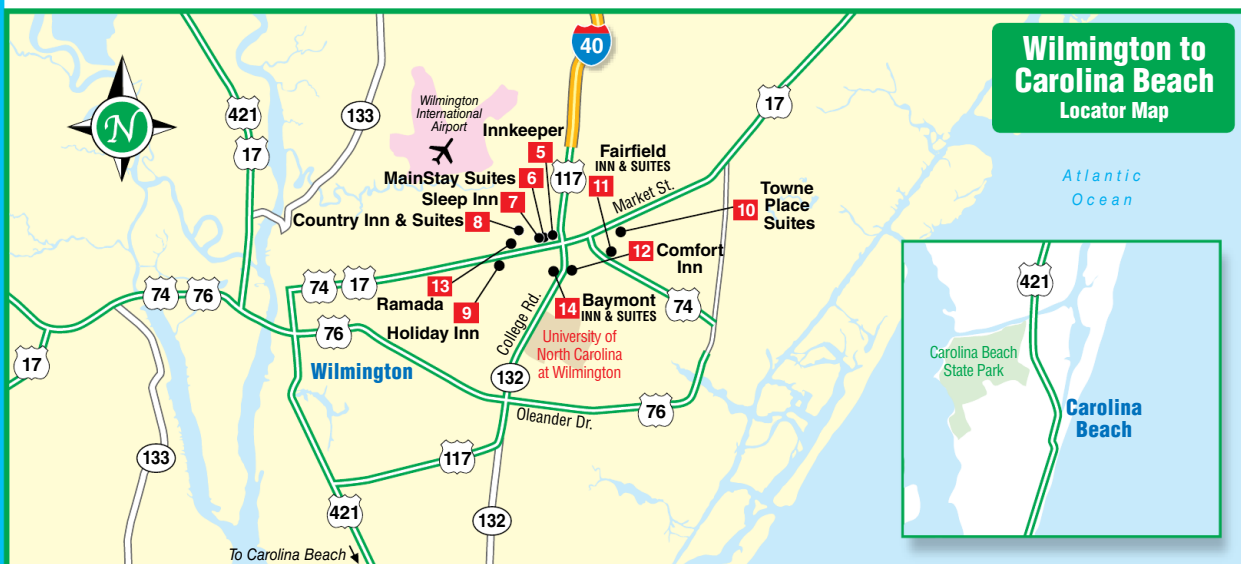 Wilmington to
Carolina Beach
Locator Map
40
421
17
133
Wilmington
International
Airport
N
Innkeeper
5
117
Fairfield
INN & SUITES
11
17
Market St.
MainStay Suites 6
Sleep Inn 7
Country Inn & Suites 8
10 Towne
Place
Suites
Atlantic
Ocean
12 Comfort
Inn
13
Ramada
9
Holiday Inn
14 Baymont
INN & SUITES
74 17
74 76
76
74
17
Wilmington
College Rd.
University of
North Carolina
at Wilmington
132
Oleander Dr.
76
117
133
421
132
To Carolina Beach
421
Carolina Beach
State Park
Carolina
Beach